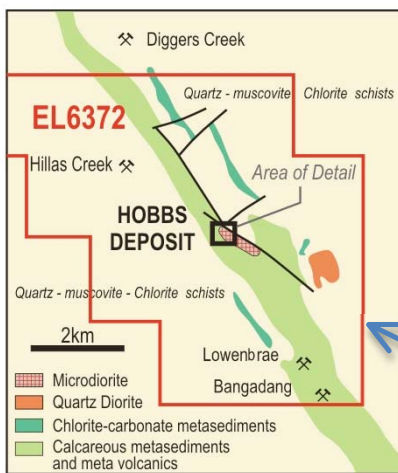 Diggers Creek
Quartz - muscovite Chlorite schists
EL6372
Hillas Creek
Area of Detail
HOBBS
DEPOSIT
Quartz - muscovite - Chlorite schists
2km
Lowenbrae
Bangadang
Microdiorite
Quartz Diorite
Chlorite-carbonate metasediments
Calcareous metasediments
and meta volcanics